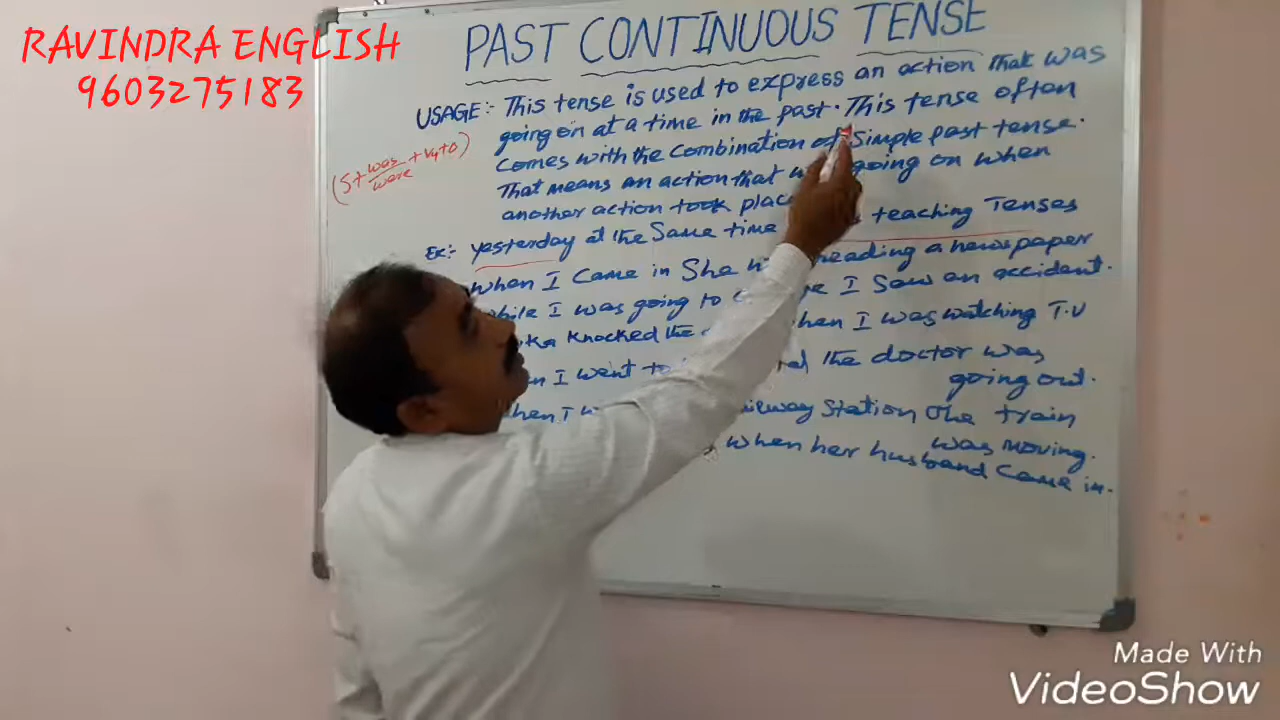 RAVINDRA ENGLISH
9603275183
PAST CONTINUOUS TENSE
USAGE:- This tense is used to express an action that was
going on at a time in the past. This tense often
comes with the combination of simple past tense.
That means an action that going on when
another action took place
(S+ was/were + V4+O)
Ex:- yesterday at the same time teaching Tenses
when I came in she reading a newspaper
while I was going to I saw an accident.
knocked the when I was watching T.V
I went to the doctor was
going out.
when Railway Station the train
was moving.
when her husband came in.
Made With
VideoShow